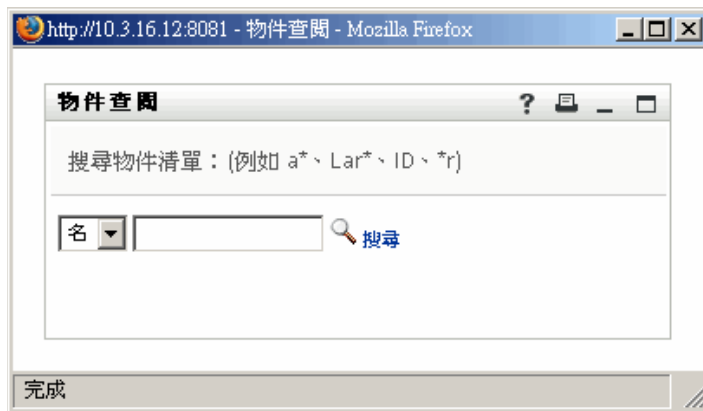 http://10.3.16.12:8081 - 物件查閱 - Mozilla Firefox
物件查閱
搜尋物件清單：(例如 a*、Lar*、ID、*r)
名
搜尋
完成